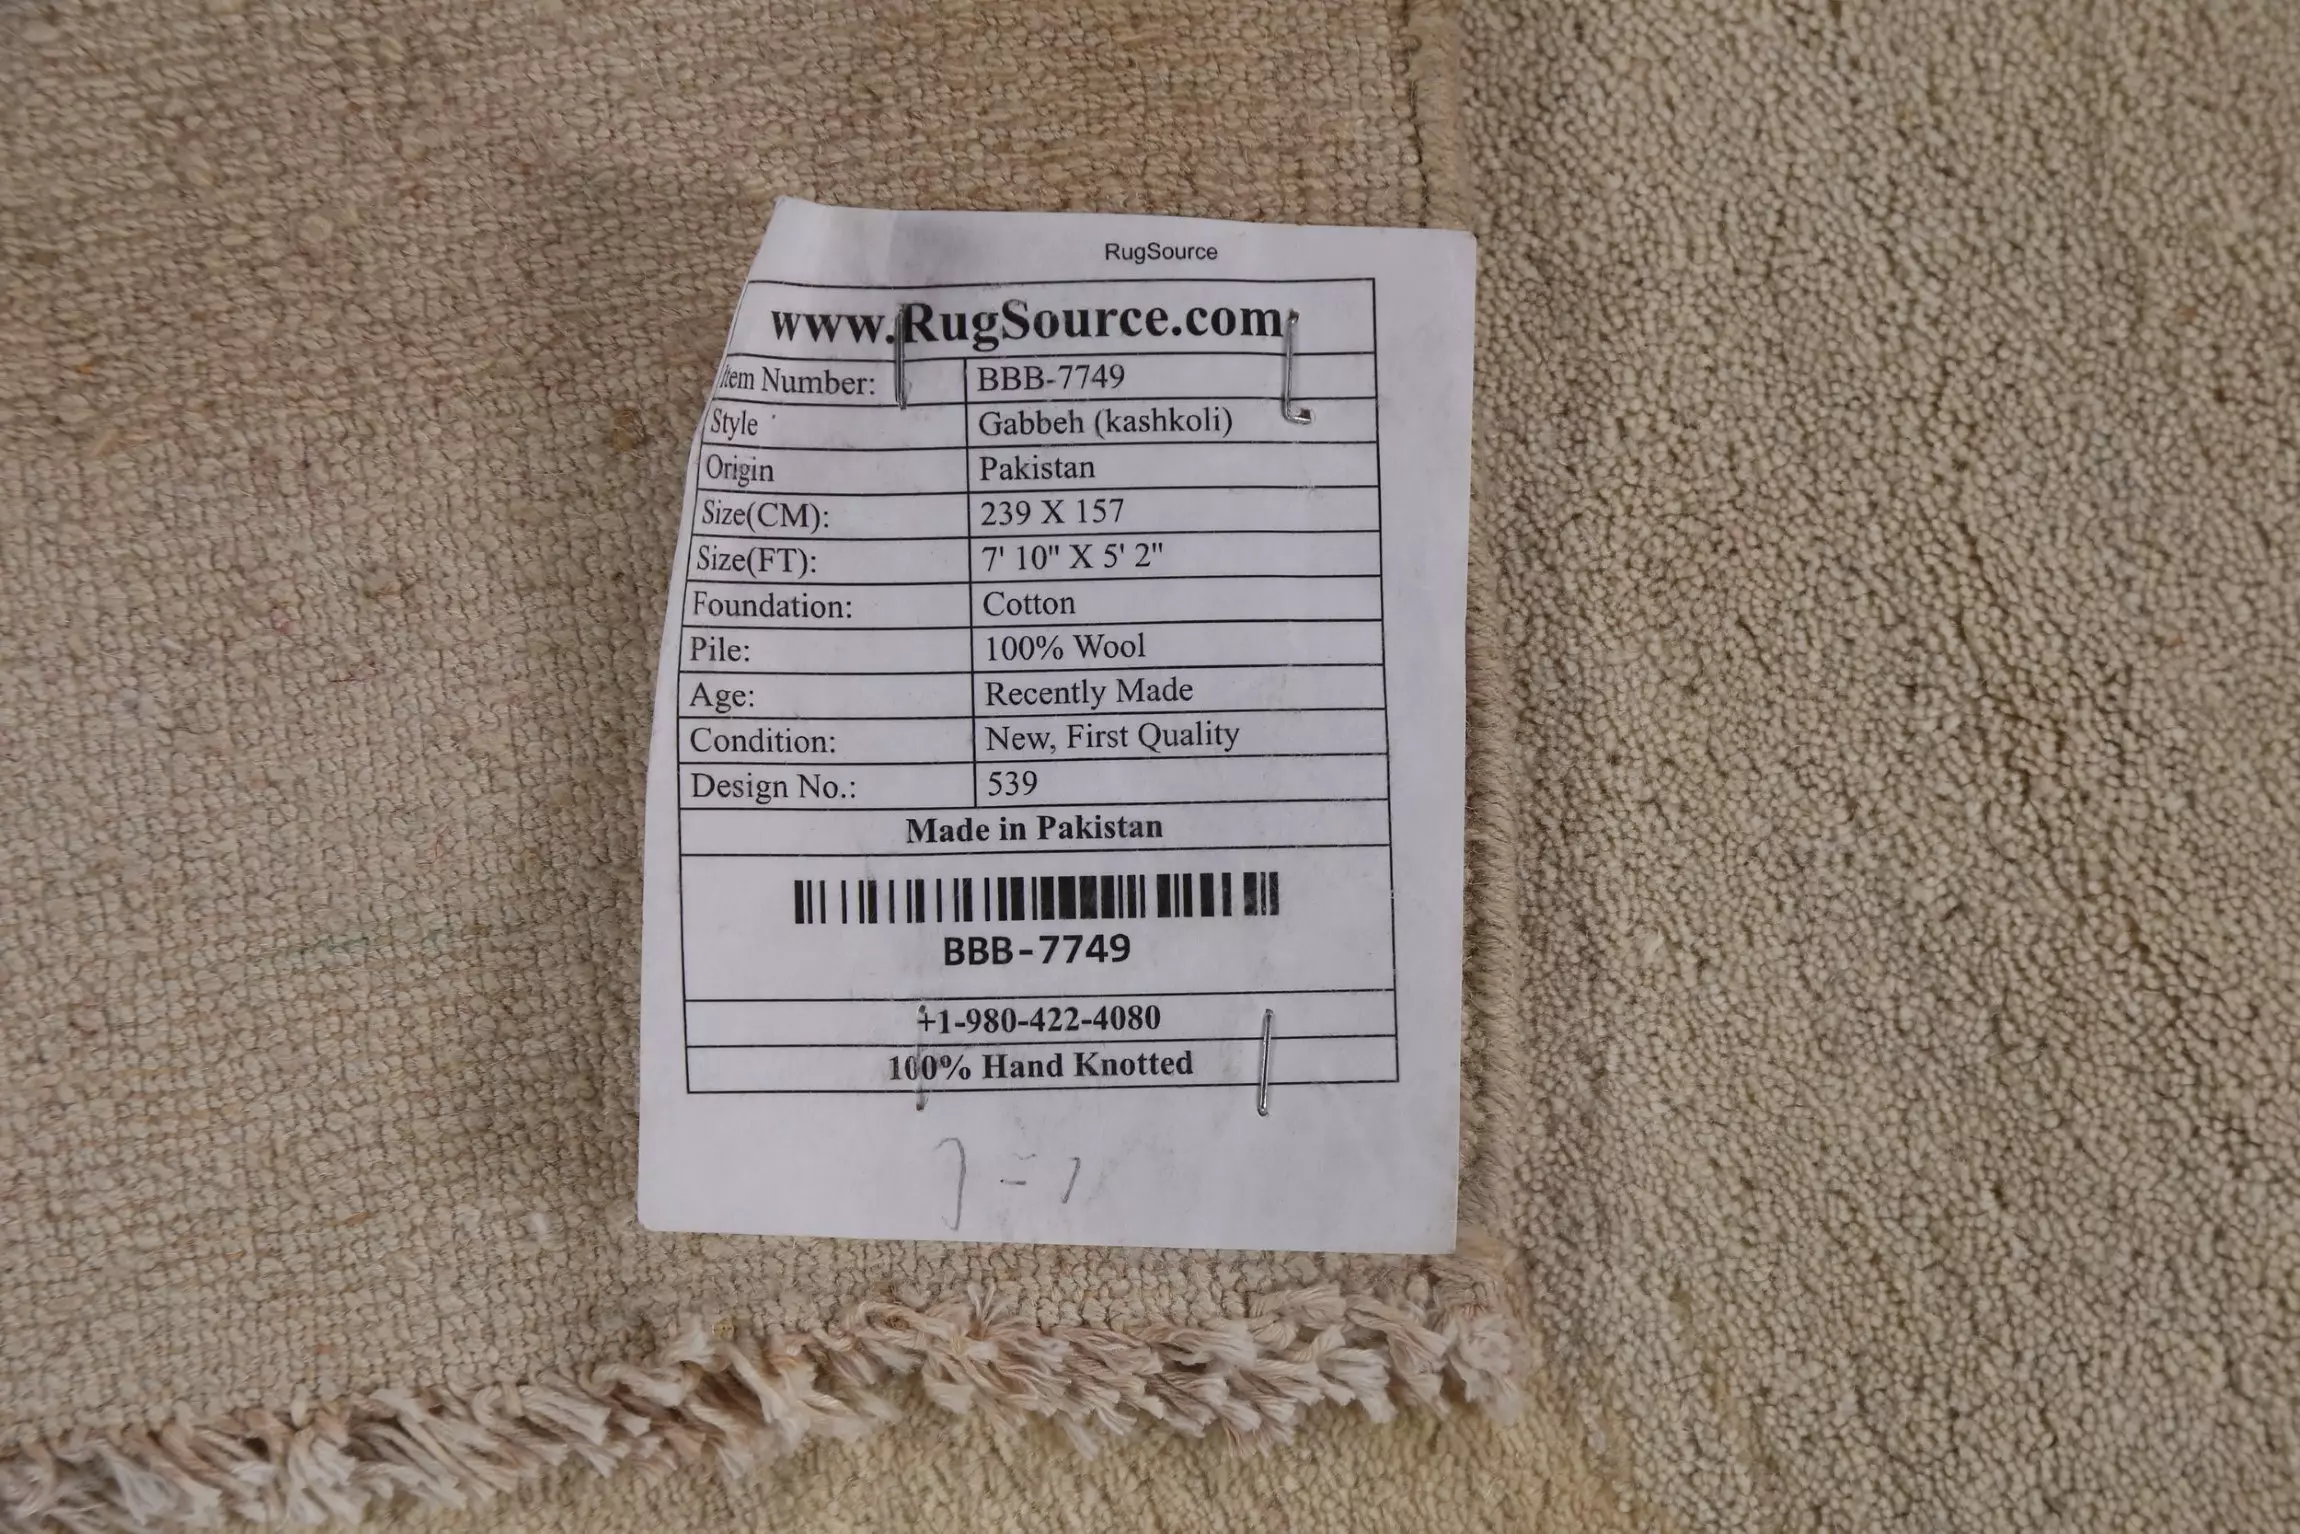 RugSource
www.RugSource.com
Item Number: BBB-7749
Style Gabbeh (kashkoli)
Origin Pakistan
Size(CM): 239 X 157
Size(FT): 7' 10" X 5' 2"
Foundation: Cotton
Pile: 100% Wool
Age: Recently Made
Condition: New, First Quality
Design No.: 539
Made in Pakistan
BBB-7749
+1-980-422-4080
100% Hand Knotted